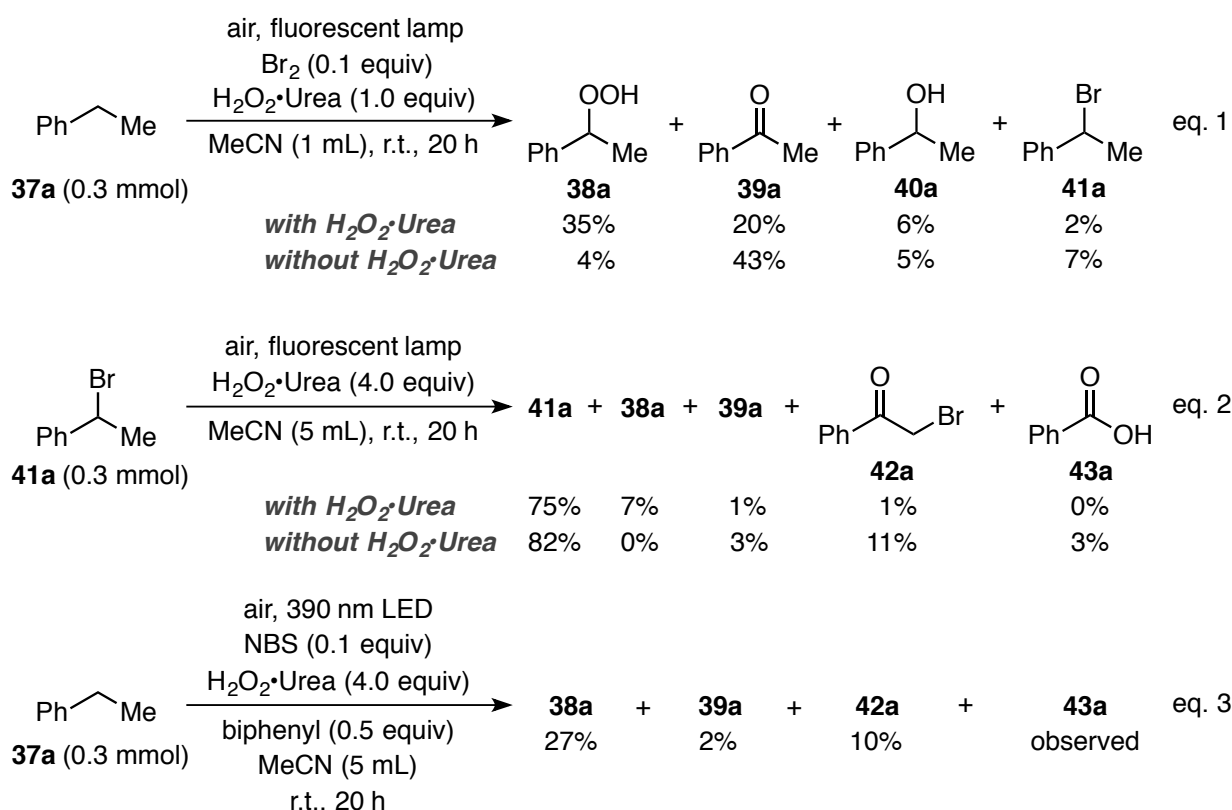 air, fluorescent lamp
Br2 (0.1 equiv)
H2O2•Urea (1.0 equiv)
MeCN (1 mL), r.t., 20 h
Ph Me
37a (0.3 mmol)
OOH
Ph Me
38a
+
O
Ph Me
39a
+
OH
Ph Me
40a
+
Br
Ph Me
41a
eq. 1
with H2O2•Urea 35% 20% 6% 2%
without H2O2•Urea 4% 43% 5% 7%
air, fluorescent lamp
H2O2•Urea (4.0 equiv)
MeCN (5 mL), r.t., 20 h
Br
Ph Me
41a (0.3 mmol)
41a + 38a + 39a +
O
Ph Br
42a
+
O
Ph OH
43a
eq. 2
with H2O2•Urea 75% 7% 1% 1% 0%
without H2O2•Urea 82% 0% 3% 11% 3%
air, 390 nm LED
NBS (0.1 equiv)
H2O2•Urea (4.0 equiv)
biphenyl (0.5 equiv)
MeCN (5 mL)
r.t., 20 h
Ph Me
37a (0.3 mmol)
38a + 39a + 42a + 43a eq. 3
27% 2% 10% observed